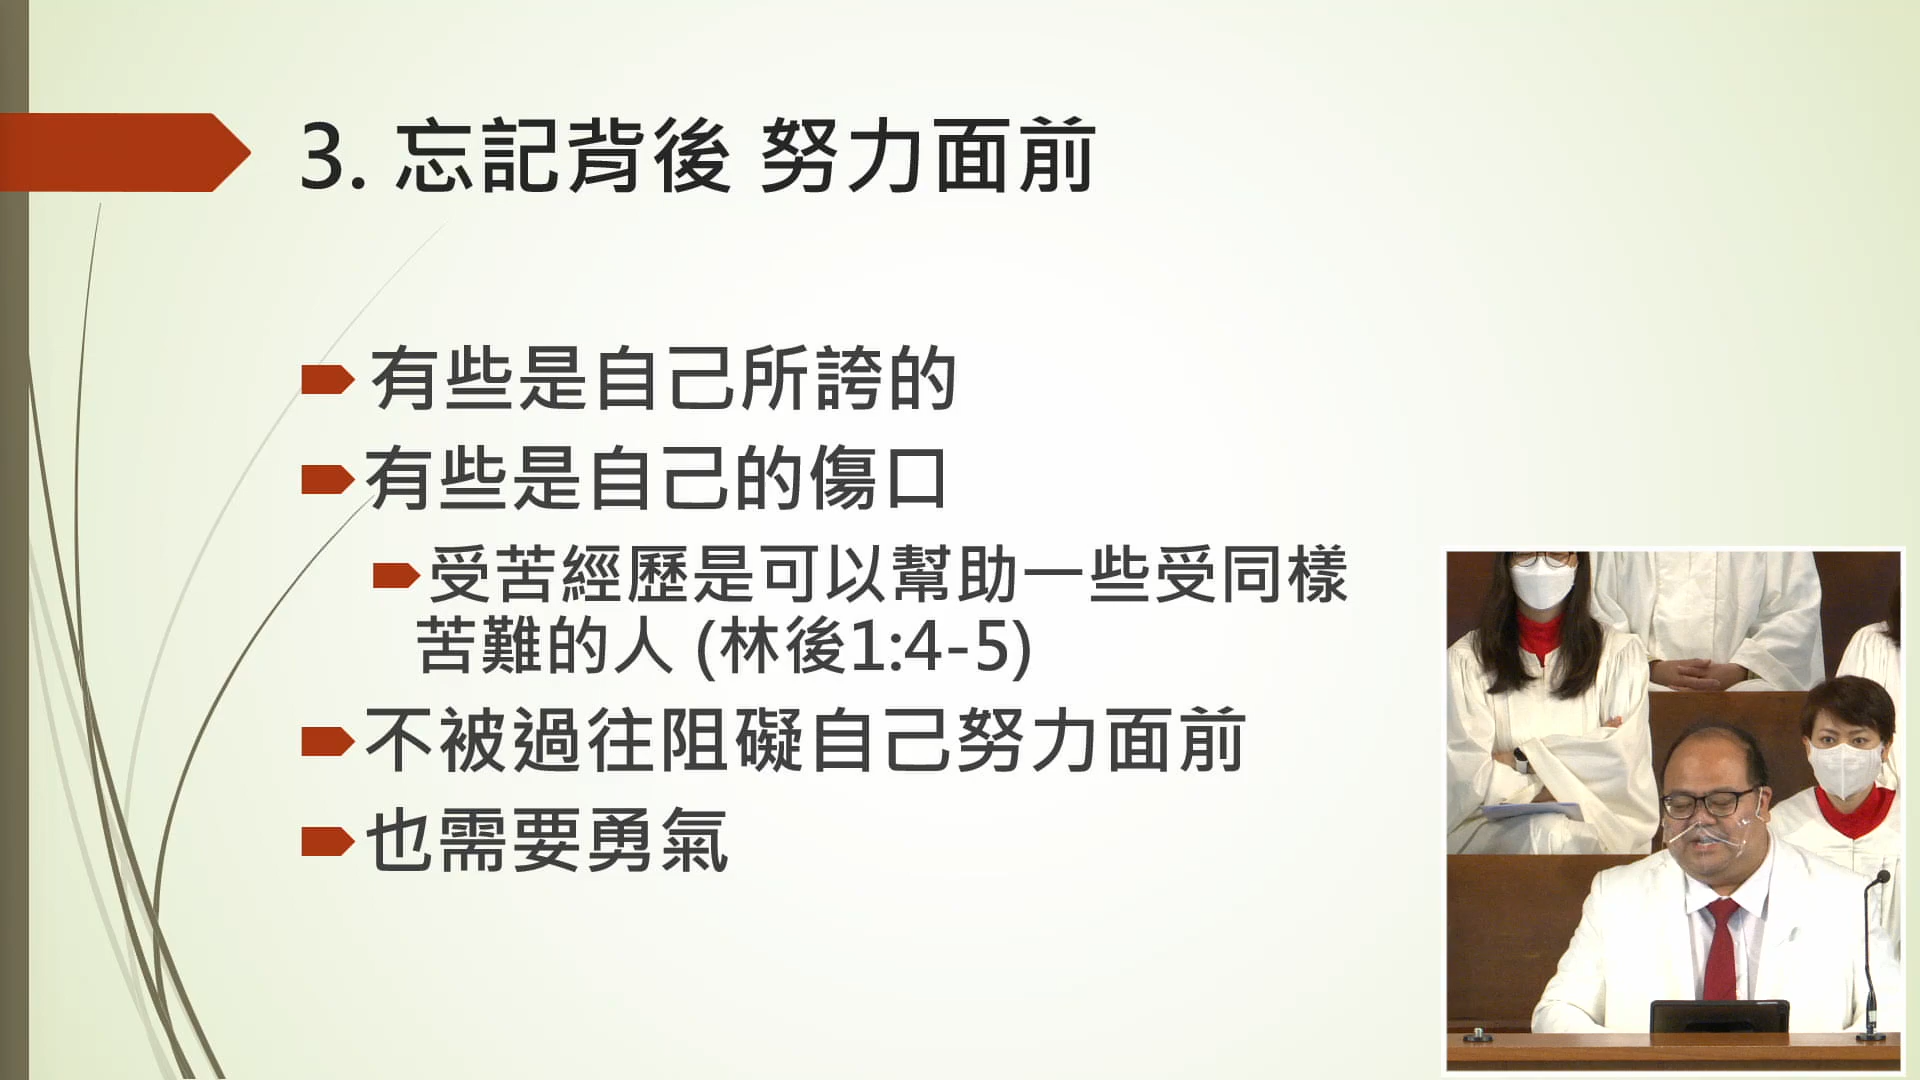 3. 忘記背後 努力面前
有些是自己所誇的
有些是自己的傷口
受苦經歷是可以幫助一些受同樣
苦難的人 (林後1:4-5)
不被過往阻礙自己努力面前
也需要勇氣